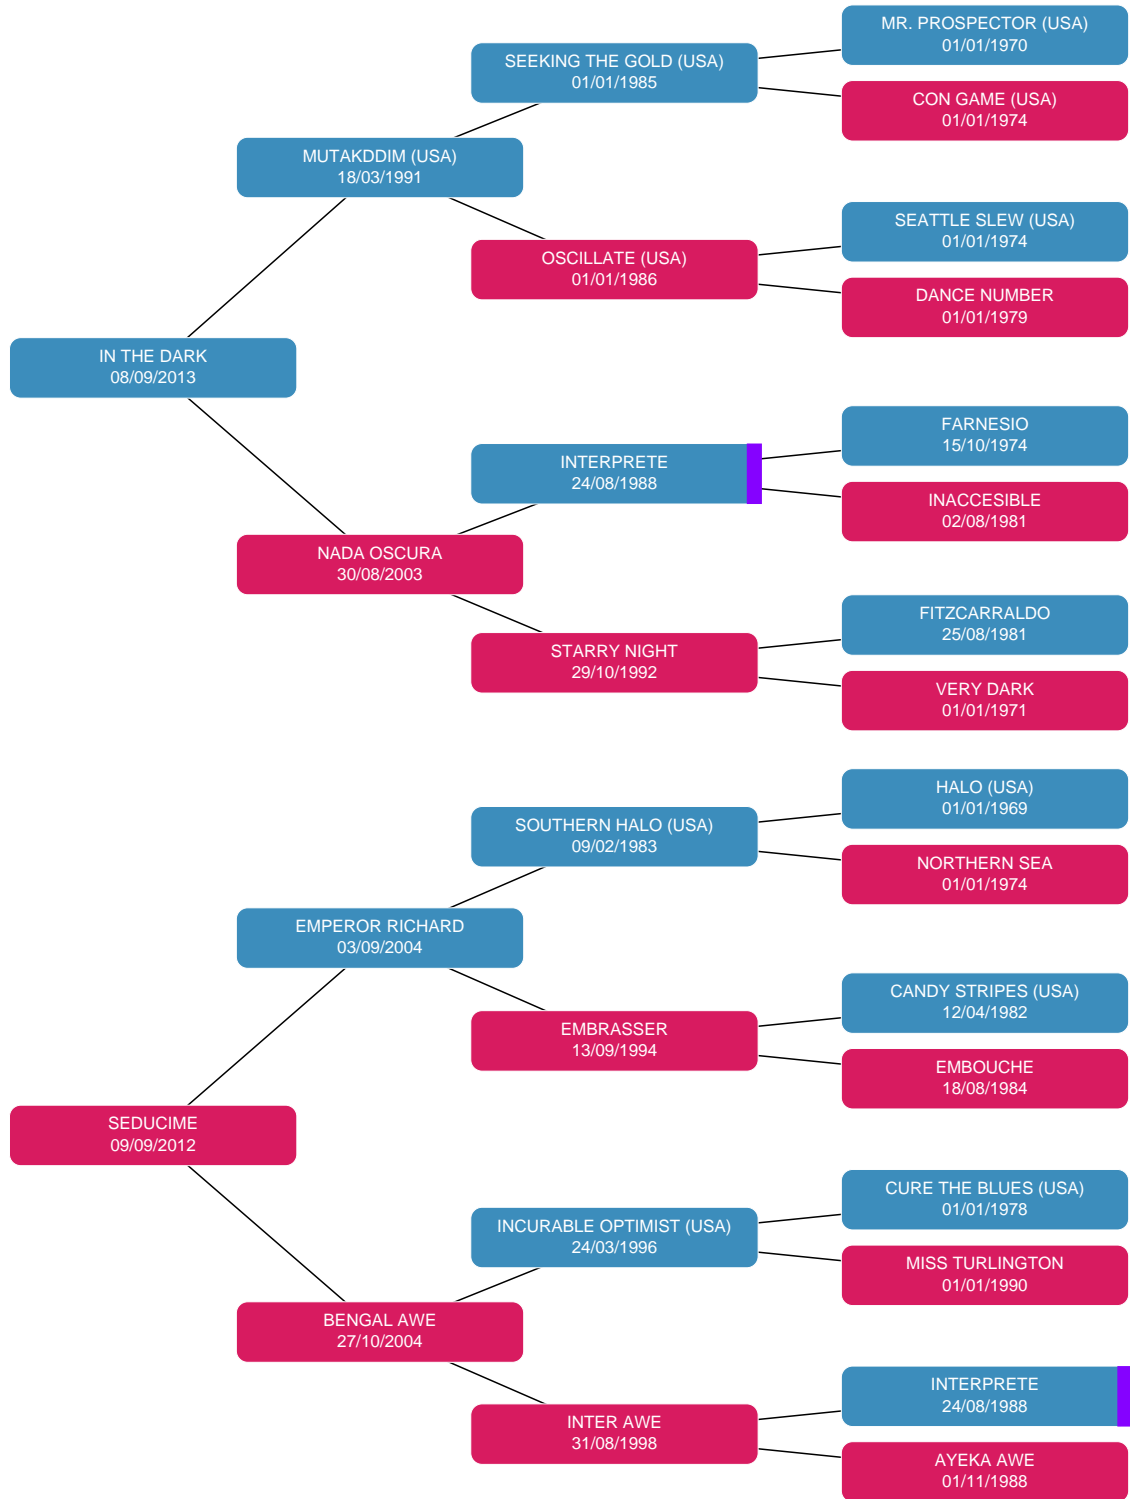 MR. PROSPECTOR (USA)
01/01/1970
SEEKING THE GOLD (USA)
01/01/1985
CON GAME (USA)
01/01/1974
MUTAKDDIM (USA)
18/03/1991
SEATTLE SLEW (USA)
01/01/1974
OSCILLATE (USA)
01/01/1986
DANCE NUMBER
01/01/1979
IN THE DARK
08/09/2013
FARNESIO
15/10/1974
INTERPRETE
24/08/1988
INACCESIBLE
02/08/1981
NADA OSCURA
30/08/2003
FITZCARRALDO
25/08/1981
STARRY NIGHT
29/10/1992
VERY DARK
01/01/1971
HALO (USA)
01/01/1969
SOUTHERN HALO (USA)
09/02/1983
NORTHERN SEA
01/01/1974
EMPEROR RICHARD
03/09/2004
CANDY STRIPES (USA)
12/04/1982
EMBRASSER
13/09/1994
EMBOUCHE
18/08/1984
SEDUCIME
09/09/2012
CURE THE BLUES (USA)
01/01/1978
INCURABLE OPTIMIST (USA)
24/03/1996
MISS TURLINGTON
01/01/1990
BENGAL AWE
27/10/2004
INTERPRETE
24/08/1988
INTER AWE
31/08/1998
AYEKA AWE
01/11/1988